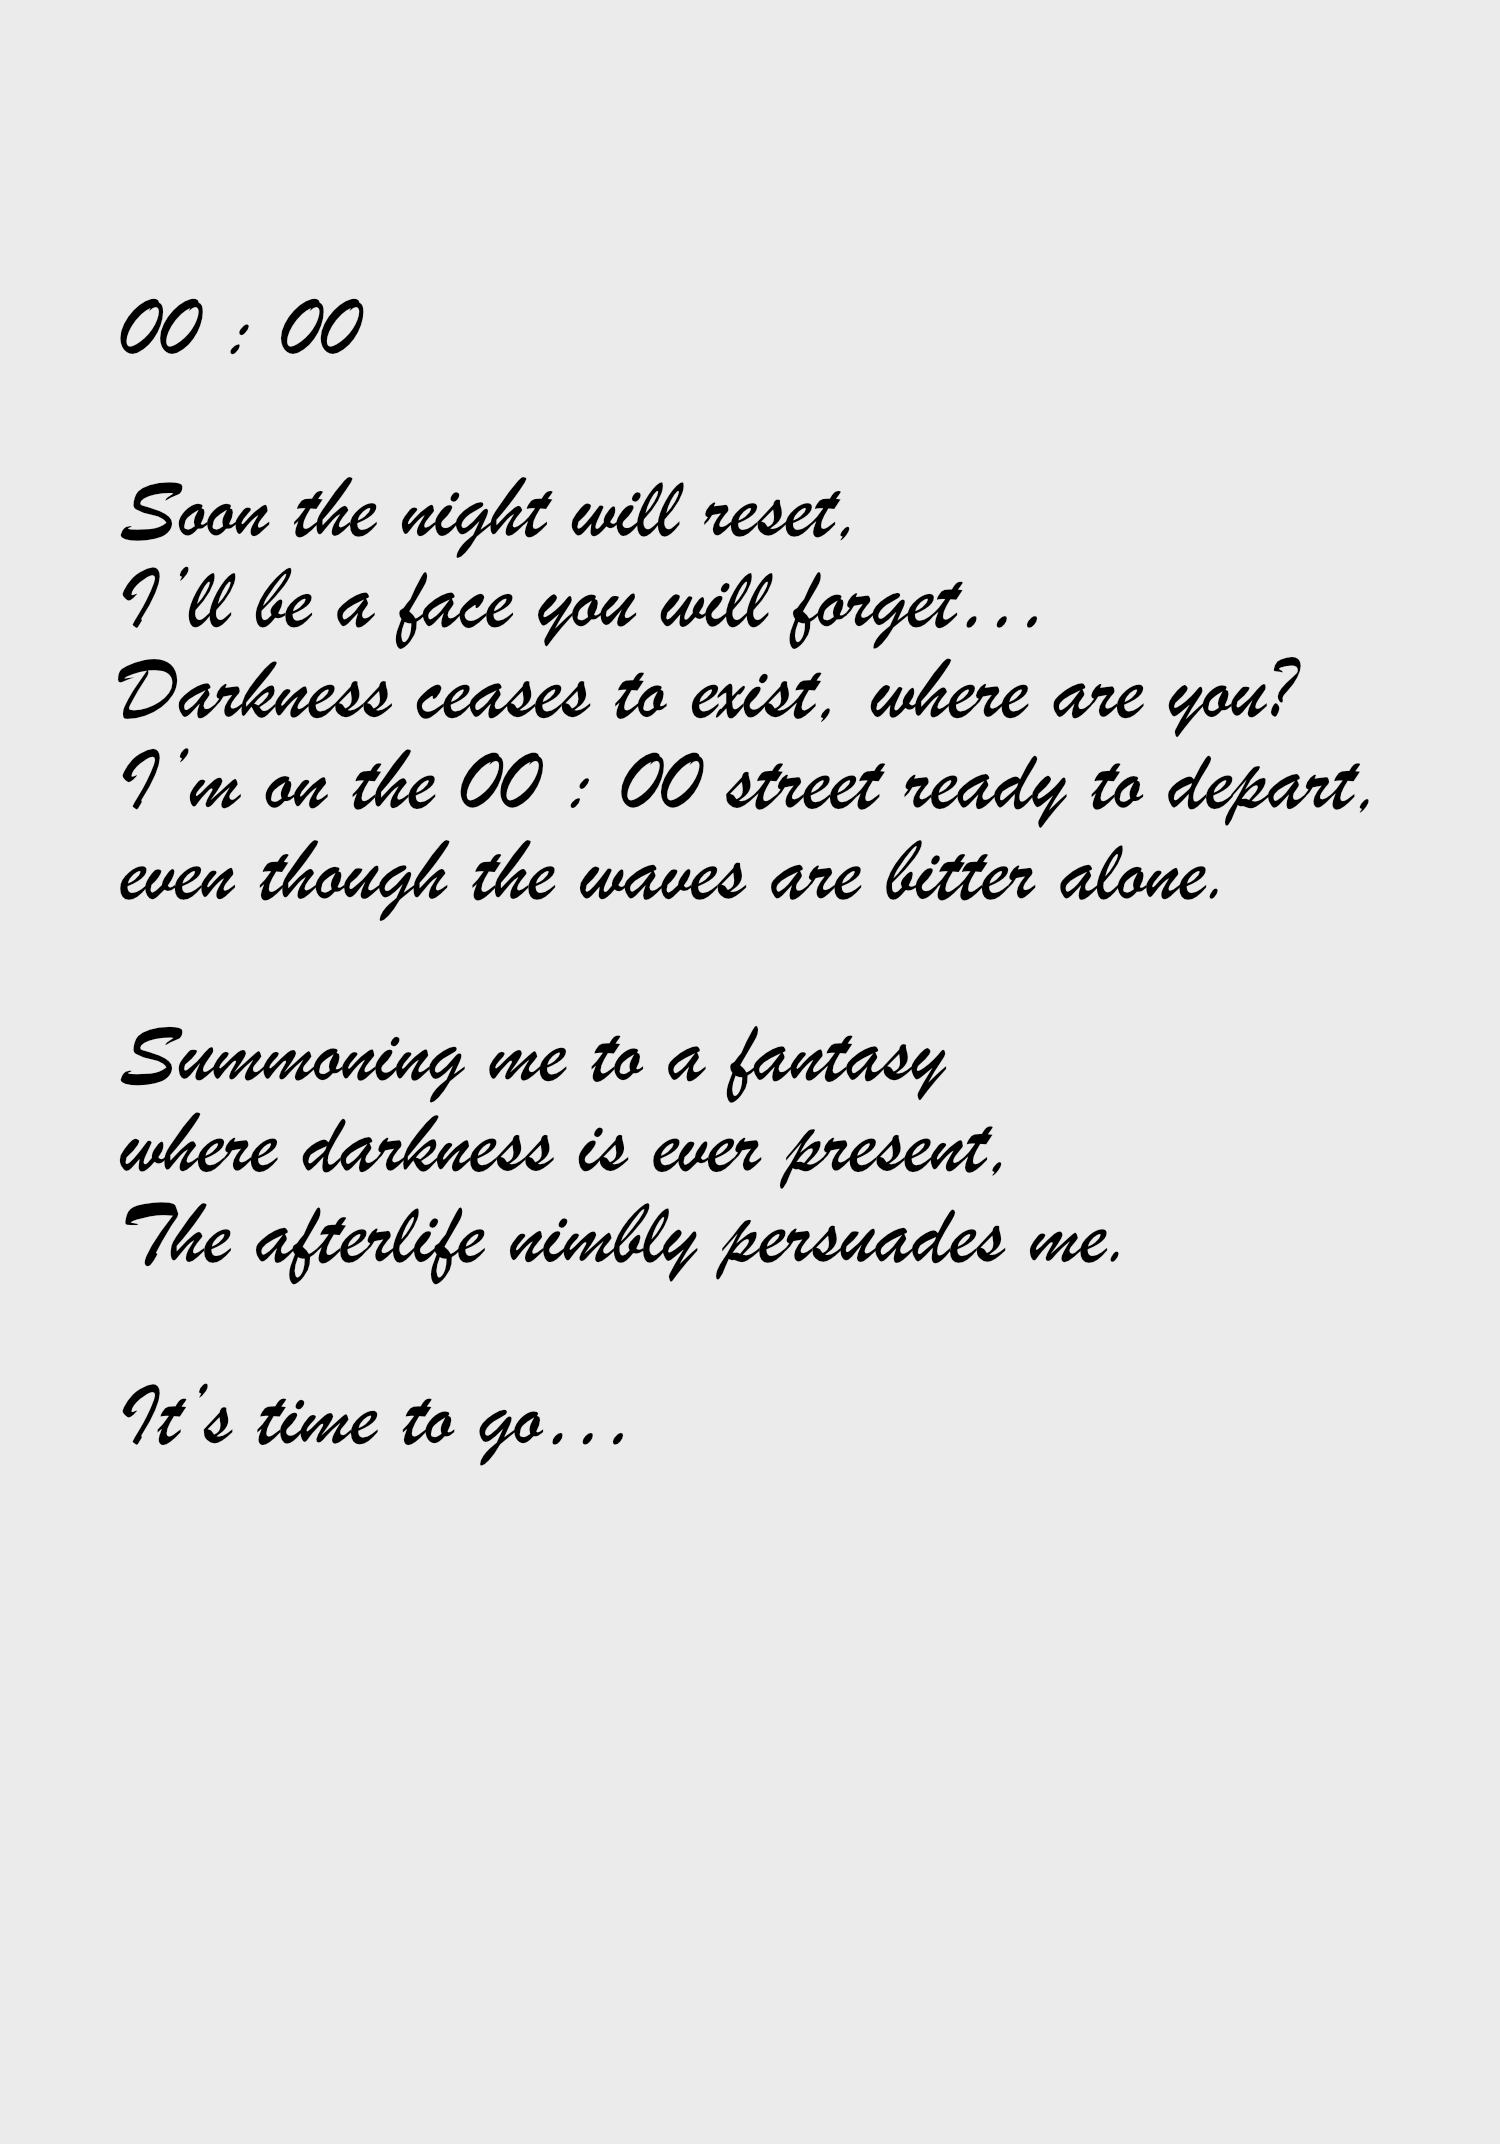 00 : 00
Soon the night will reset,
I'll be a face you will forget...
Darkness ceases to exist, where are you?
I'm on the 00 : 00 street ready to depart,
even though the waves are bitter alone.
Summoning me to a fantasy
where darkness is ever present,
The afterlife nimbly persuades me.
It's time to go...